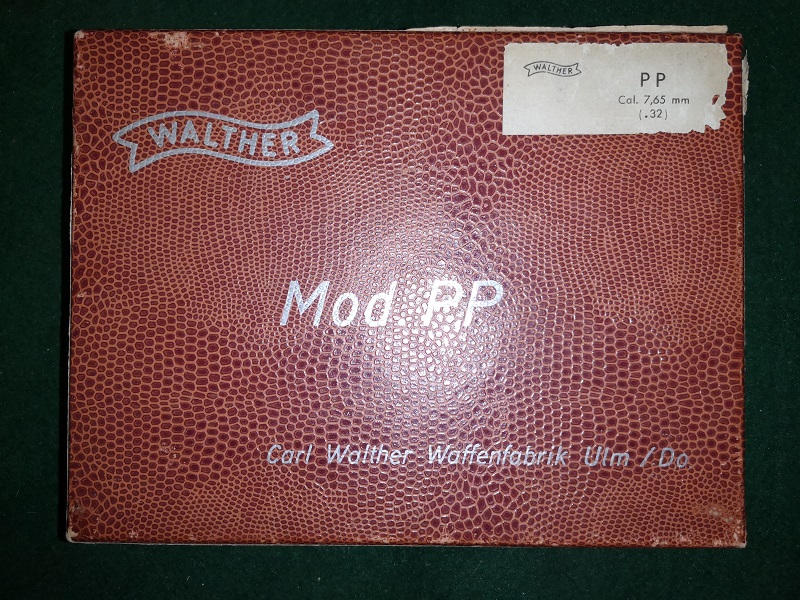 WALTHER
PP
Cal. 7,65 mm
(.32)
WALTHER
Mod. PP
Carl Walther Waffenfabrik Ulm / Do